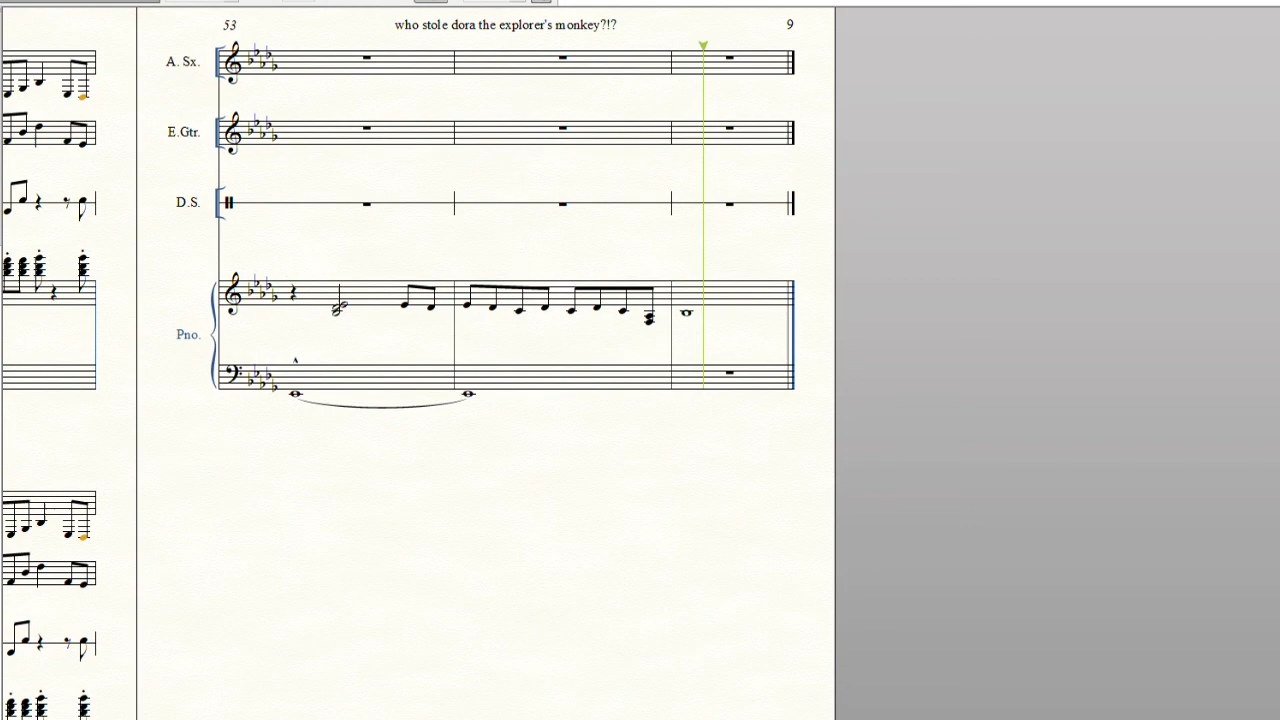 53 who stole dora the explorer's monkey?!? 9
A. Sx.
E.Gtr.
D.S.
Pno.